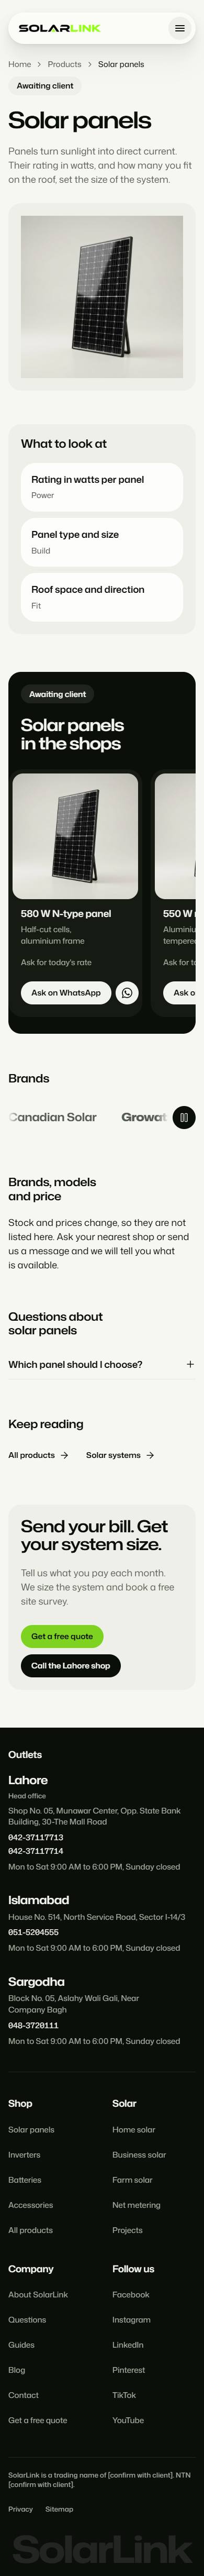 SOLARLINK
Home > Products > Solar panels
Awaiting client
Solar panels
Panels turn sunlight into direct current.
Their rating in watts, and how many you fit
on the roof, set the size of the system.
What to look at
Rating in watts per panel
Power
Panel type and size
Build
Roof space and direction
Fit
Awaiting client
Solar panels
in the shops
580 W N-type panel
Half-cut cells,
aluminium frame
Ask for today's rate
Ask on WhatsApp
550 W
Brands
Canadian Solar
Growat
Brands, models
and price
Stock and prices change, so they are not
listed here. Ask your nearest shop or send
us a message and we will tell you what
is available.
Questions about
solar panels
Which panel should I choose?
Keep reading
All products
Solar systems
Send your bill. Get
your system size.
Tell us what you pay each month.
We size the system and book a free
site survey.
Get a free quote
Call the Lahore shop
Outlets
Lahore
Head office
Shop No. 05, Munawar Center, Opp. State Bank
Building, 30-The Mall Road
042-37117713
042-37117714
Mon to Sat 9:00 AM to 6:00 PM, Sunday closed
Islamabad
House No. 514, North Service Road, Sector I-14/3
051-5204555
Mon to Sat 9:00 AM to 6:00 PM, Sunday closed
Sargodha
Block No. 05, Aslahy Wali Gali, Near
Company Bagh
048-3720111
Mon to Sat 9:00 AM to 6:00 PM, Sunday closed
Shop
Solar panels
Inverters
Batteries
Accessories
All products
Solar
Home solar
Business solar
Farm solar
Net metering
Projects
Company
About SolarLink
Questions
Guides
Blog
Contact
Get a free quote
Follow us
Facebook
Instagram
LinkedIn
Pinterest
TikTok
YouTube
SolarLink is a trading name of [confirm with client]. NTN
[confirm with client].
Privacy
Sitemap
SolarLink